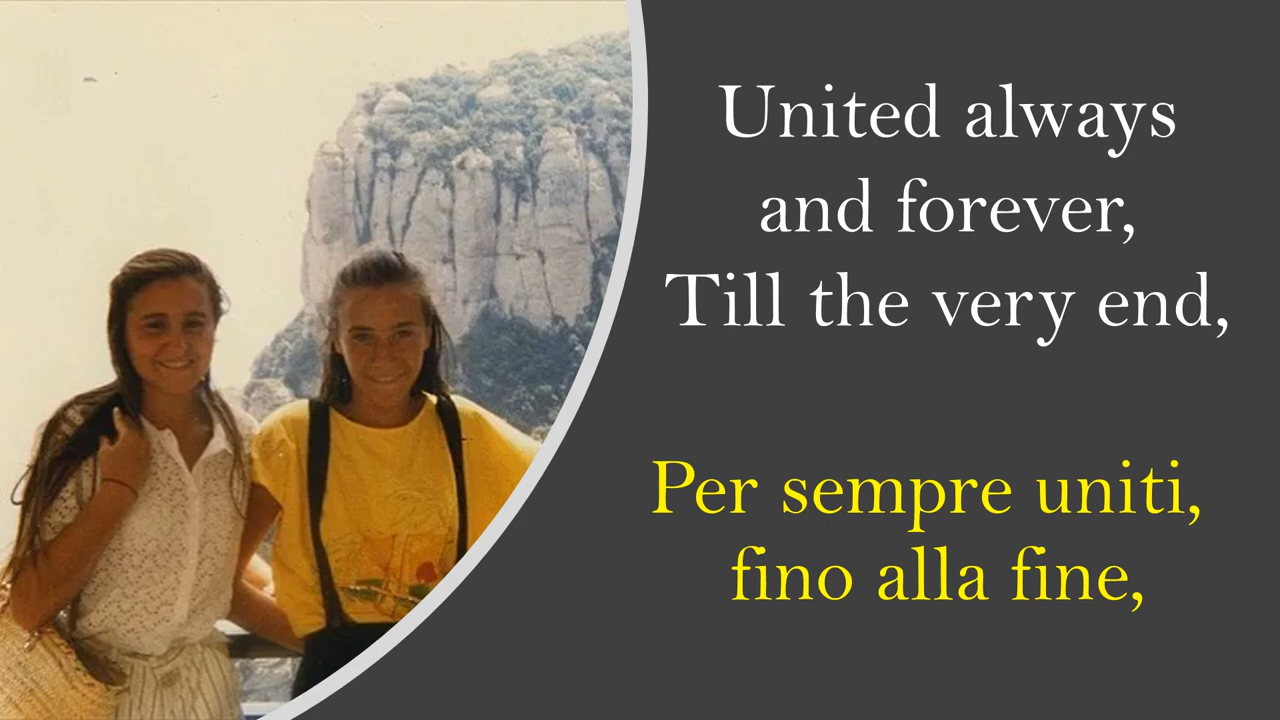 United always
and forever,
Till the very end,
Per sempre uniti,
fino alla fine,